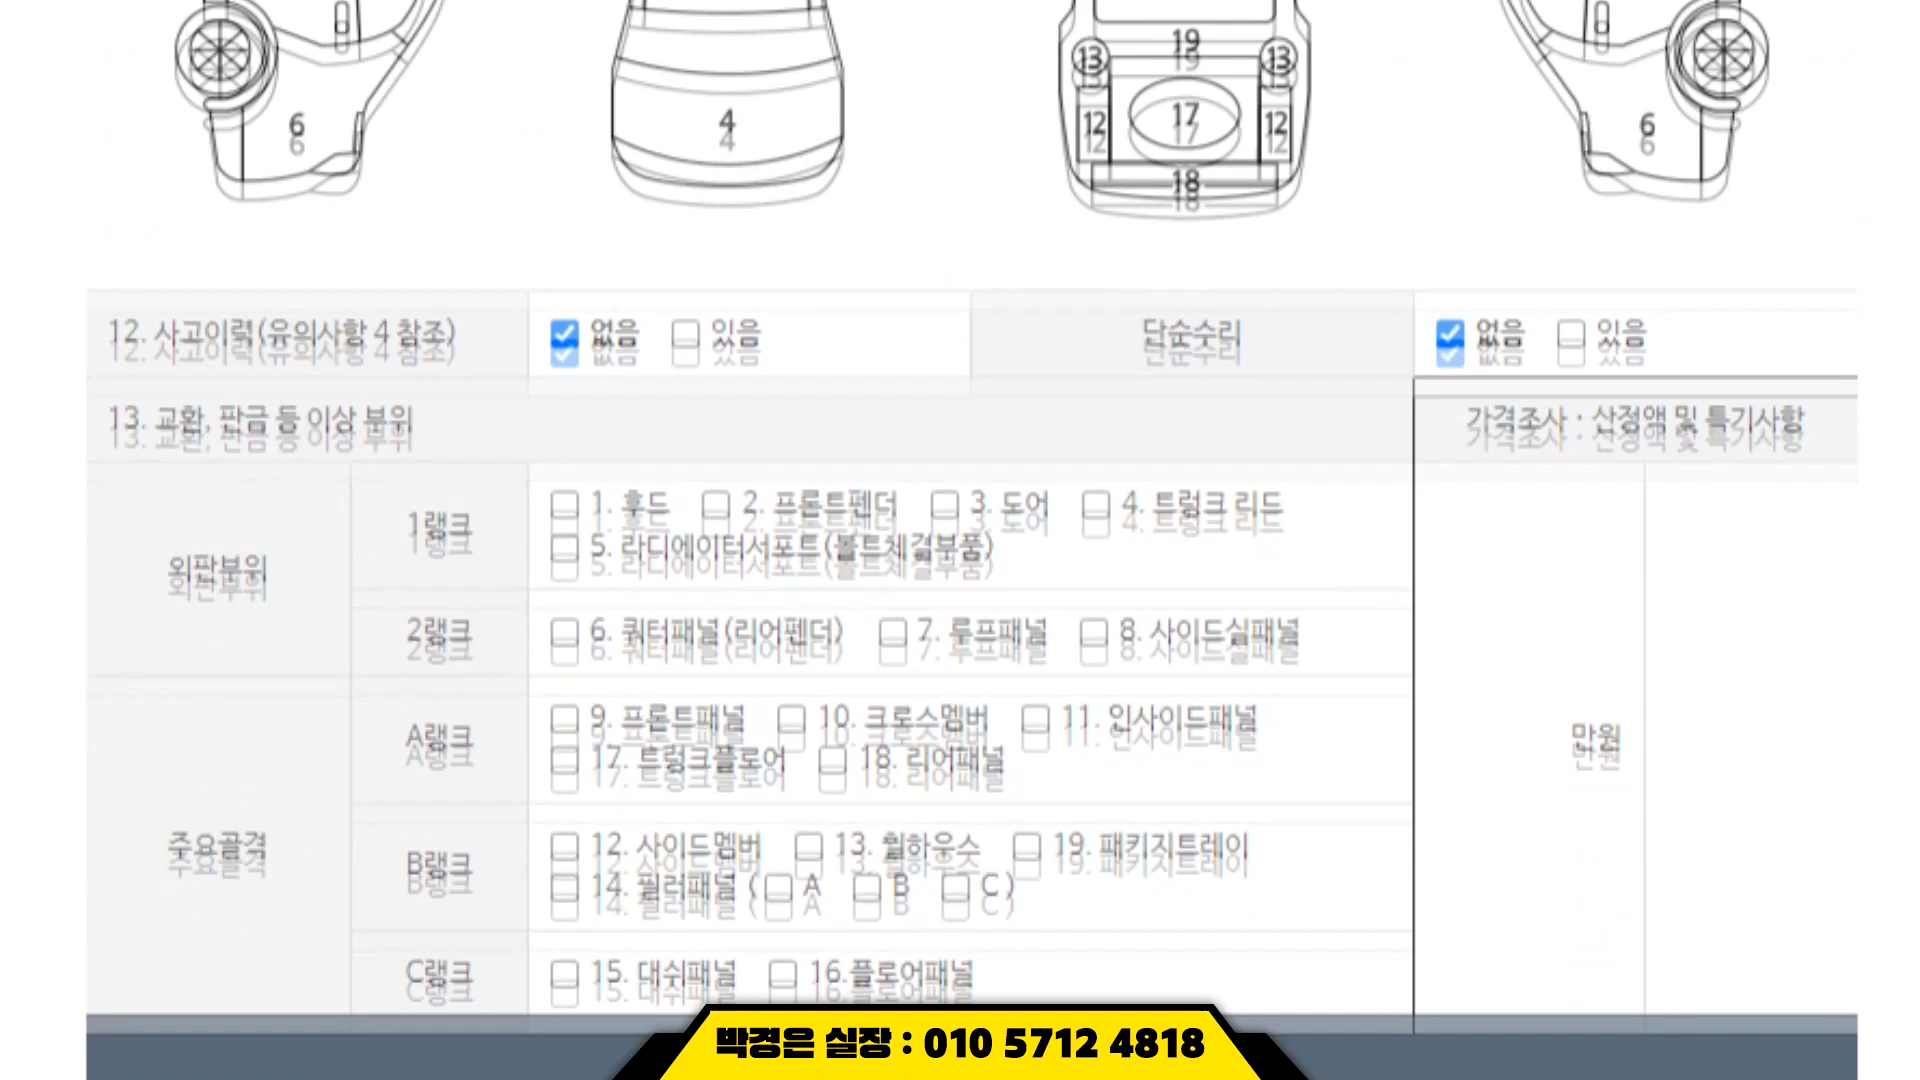 19
13 13
6 4 17 6
12 12
18
12. 사고이력(유의사항 4 참조) 없음 있음 단순수리 없음 있음
13. 교환, 판금 등 이상 부위 가격조사 · 산정액 및 특기사항
외판부위 1랭크 1. 후드 2. 프론트펜더 3. 도어 4. 트렁크 리드
5. 라디에이터서포트(볼트체결부품)
2랭크 6. 쿼터패널(리어펜더) 7. 루프패널 8. 사이드실패널
주요골격 A랭크 9. 프론트패널 10. 크로스멤버 11. 인사이드패널
17. 트렁크플로어 18. 리어패널
만원
B랭크 12. 사이드멤버 13. 휠하우스 19. 패키지트레이
14. 필러패널 ( A B C )
C랭크 15. 대쉬패널 16.플로어패널
박경은 실장 : 010 5712 4818